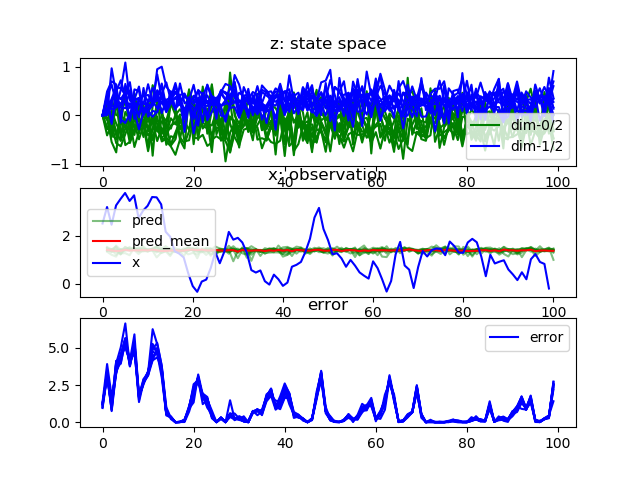 z: state space
1
0
−1
dim-0/2
dim-1/2
0 20 40 60 80 100
x: observation
2
0
pred
pred_mean
x
0 20 40 60 80 100
error
5.0
2.5
0.0
error
0 20 40 60 80 100